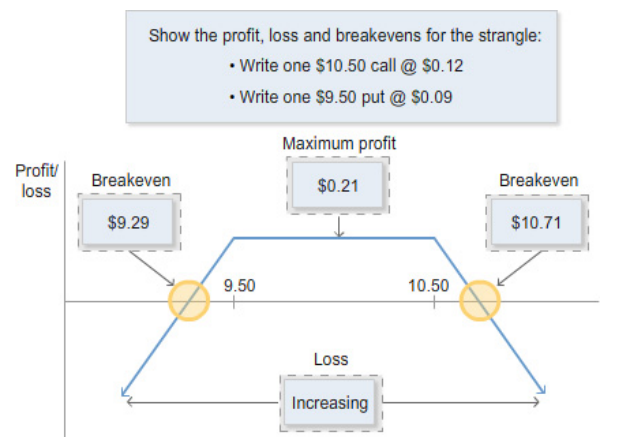 Show the profit, loss and breakevens for the strangle:
• Write one $10.50 call @ $0.12
• Write one $9.50 put @ $0.09
Maximum profit
Profit/
loss
Breakeven
$0.21
Breakeven
$9.29
$10.71
9.50
10.50
Loss
Increasing